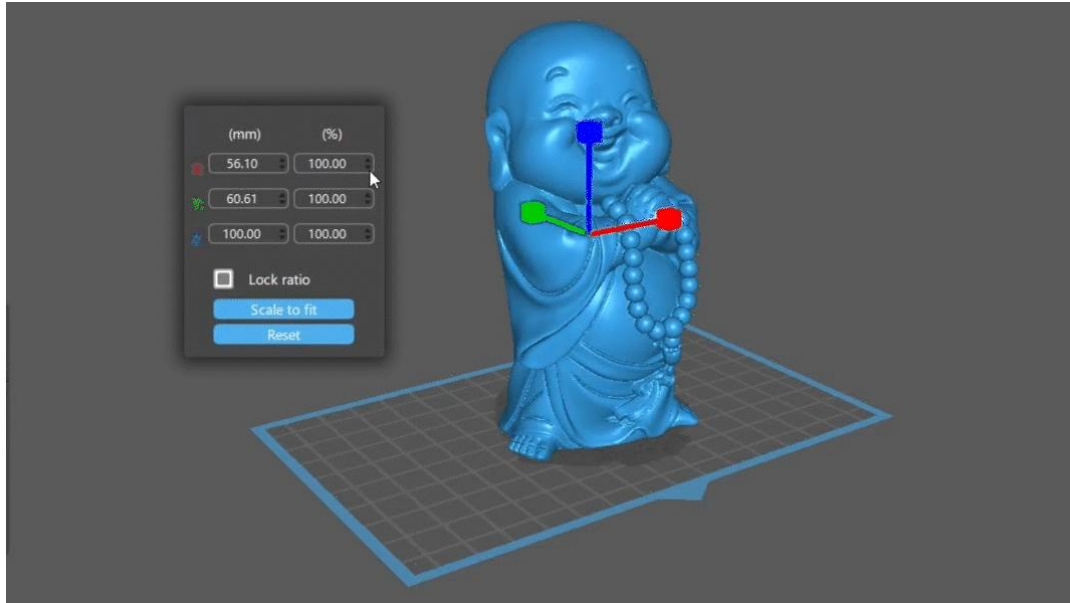 (mm) (%)
56.10 100.00
60.61 100.00
100.00 100.00
Lock ratio
Scale to fit
Reset